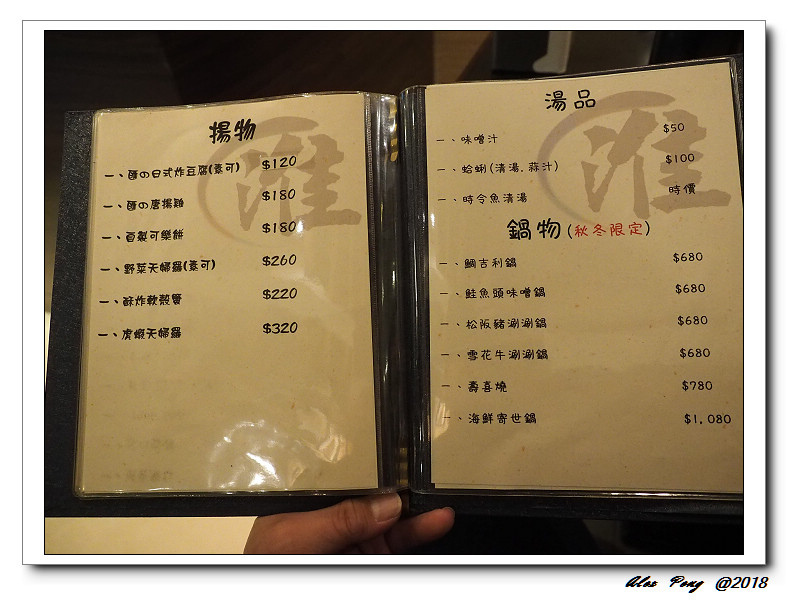 揚物
一、匯の日式炸豆腐(素可) $120
一、匯の唐揚雞 $180
一、自製可樂餅 $180
一、野菜天婦羅(素可) $260
一、酥炸軟殼蟹 $220
一、虎蝦天婦羅 $320
湯品
一、味噌汁 $50
一、蛤蜊(清湯.蒜汁) $100
一、時令魚清湯 時價
鍋物(秋冬限定)
一、鯛吉利鍋 $680
一、鮭魚頭味噌鍋 $680
一、松阪豬涮涮鍋 $680
一、雪花牛涮涮鍋 $680
一、壽喜燒 $780
一、海鮮寄世鍋 $1,080
Alex Pong @2018